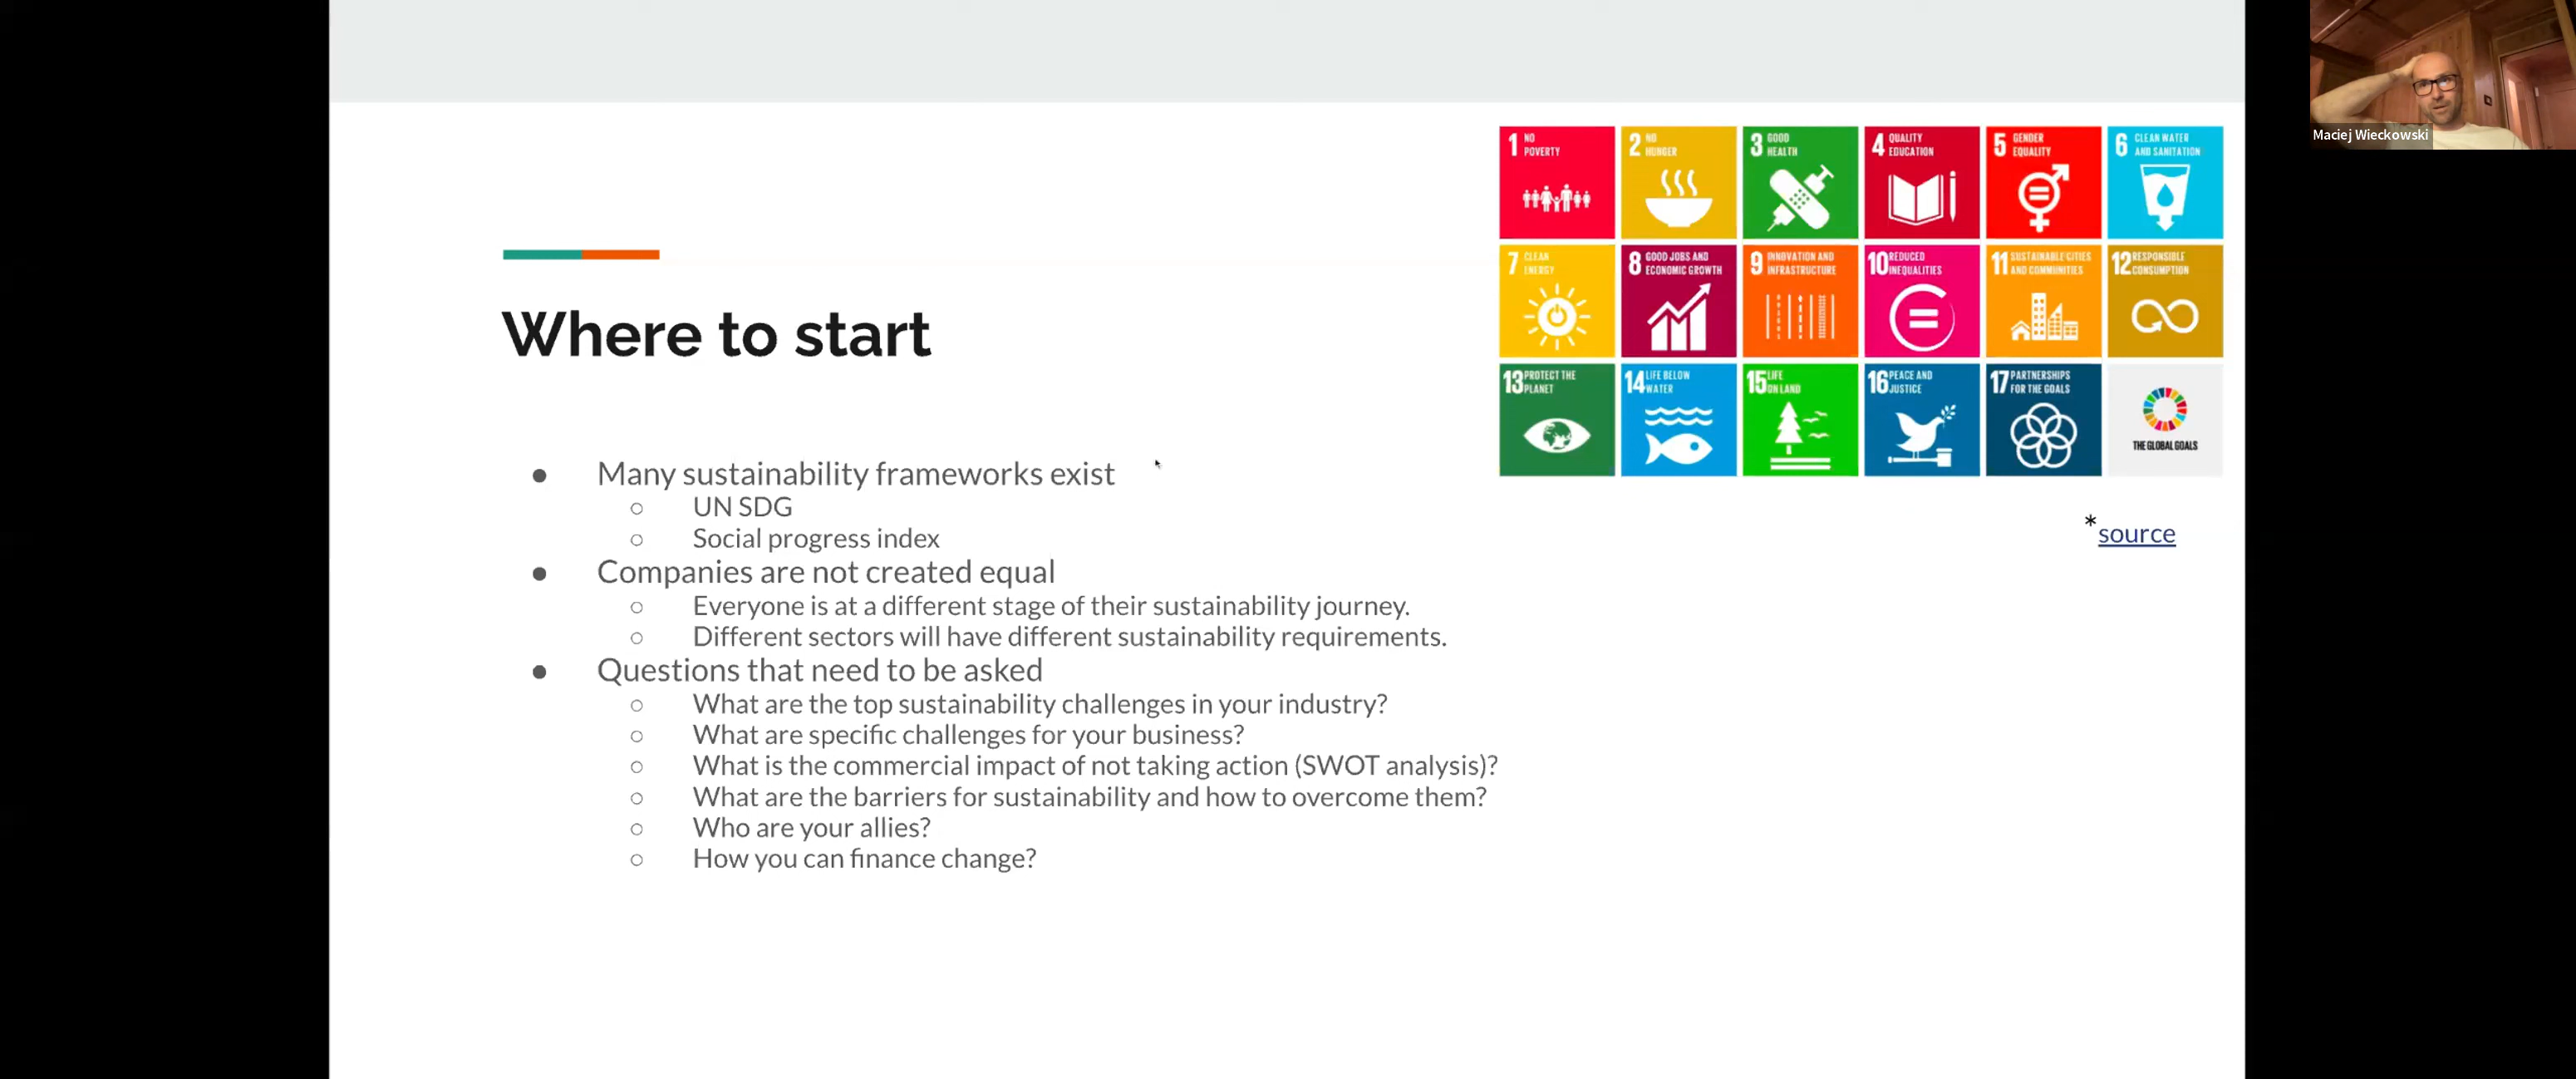 Where to start
● Many sustainability frameworks exist
○ UN SDG
○ Social progress index
● Companies are not created equal
○ Everyone is at a different stage of their sustainability journey.
○ Different sectors will have different sustainability requirements.
● Questions that need to be asked
○ What are the top sustainability challenges in your industry?
○ What are specific challenges for your business?
○ What is the commercial impact of not taking action (SWOT analysis)?
○ What are the barriers for sustainability and how to overcome them?
○ Who are your allies?
○ How you can finance change?
1 NO
POVERTY
2 NO
HUNGER
3 GOOD
HEALTH
4 QUALITY
EDUCATION
5 GENDER
EQUALITY
6 CLEAN WATER
AND SANITATION
7 CLEAN
ENERGY
8 GOOD JOBS AND
ECONOMIC GROWTH
9 INNOVATION AND
INFRASTRUCTURE
10 REDUCED
INEQUALITIES
11 SUSTAINABLE CITIES
AND COMMUNITIES
12 RESPONSIBLE
CONSUMPTION
13 PROTECT THE
PLANET
14 LIFE BELOW
WATER
15 LIFE
ON LAND
16 PEACE AND
JUSTICE
17 PARTNERSHIPS
FOR THE GOALS
THE GLOBAL GOALS
*source
Maciej Wieckowski